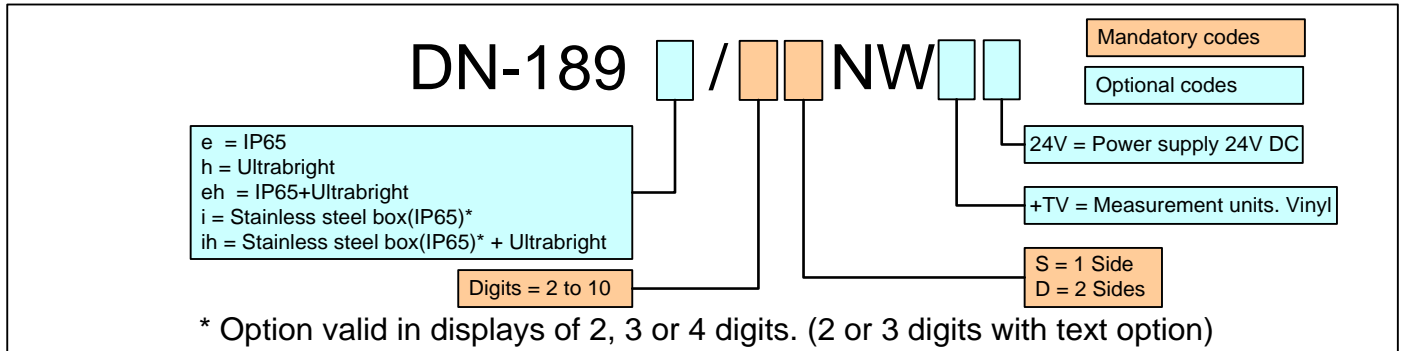 DN-189 / NW
Mandatory codes
Optional codes
e = IP65
h = Ultrabright
eh = IP65+Ultrabright
i = Stainless steel box(IP65)*
ih = Stainless steel box(IP65)* + Ultrabright
24V = Power supply 24V DC
+TV = Measurement units. Vinyl
Digits = 2 to 10
S = 1 Side
D = 2 Sides
* Option valid in displays of 2, 3 or 4 digits. (2 or 3 digits with text option)